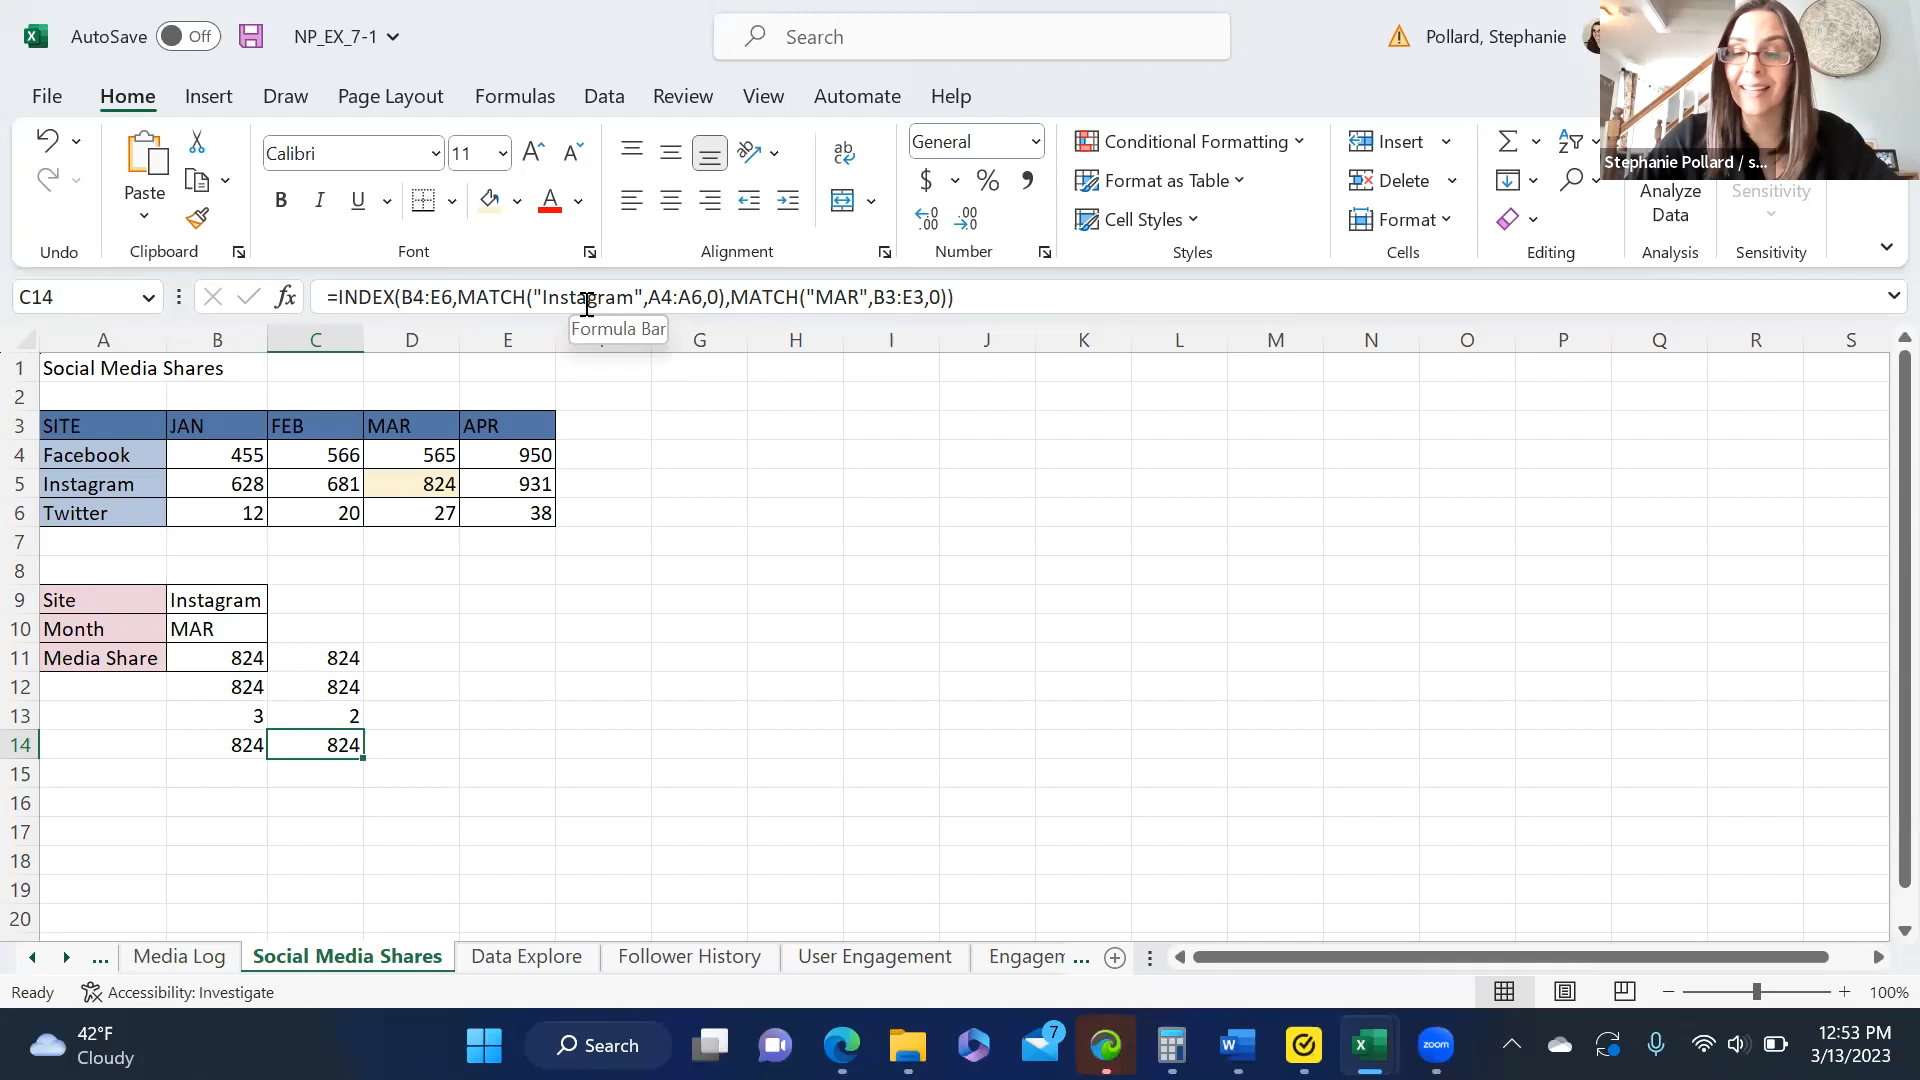 AutoSave Off NP_EX_7-1 Search Pollard, Stephanie
File Home Insert Draw Page Layout Formulas Data Review View Automate Help
Stephanie Pollard / s...
Paste Calibri 11 General Conditional Formatting Insert
Format as Table Delete Analyze Data Sensitivity
Cell Styles Format
Undo Clipboard Font Alignment Number Styles Cells Editing Analysis Sensitivity
C14 =INDEX(B4:E6,MATCH("Instagram",A4:A6,0),MATCH("MAR",B3:E3,0))
Formula Bar
A B C D E G H I J K L M N O P Q R S
1 Social Media Shares
2
3 SITE JAN FEB MAR APR
4 Facebook 455 566 565 950
5 Instagram 628 681 824 931
6 Twitter 12 20 27 38
7
8
9 Site Instagram
10 Month MAR
11 Media Share 824 824
12 824 824
13 3 2
14 824 824
15
16
17
18
19
20
... Media Log Social Media Shares Data Explore Follower History User Engagement Engagem ...
Ready Accessibility: Investigate 100%
42°F Search 7 zoom 12:53 PM
Cloudy 3/13/2023